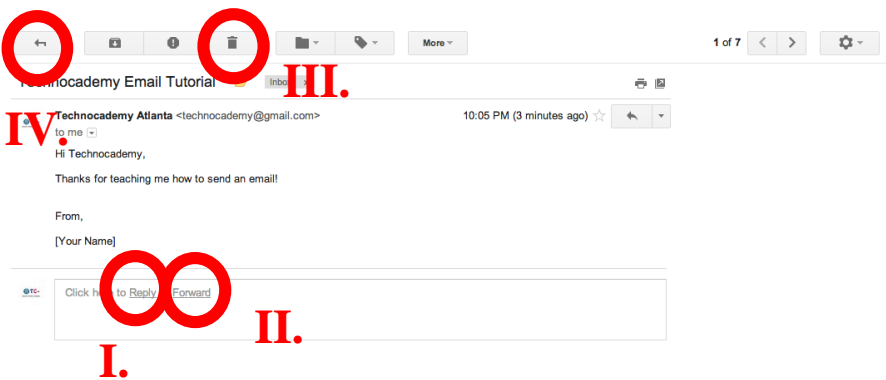 More
1 of 7
Technocademy Email Tutorial
Inbox x
III.
IV.
Technocademy Atlanta <technocademy@gmail.com>
10:05 PM (3 minutes ago)
to me
Hi Technocademy,
Thanks for teaching me how to send an email!
From,
[Your Name]
TC-
Click here to Reply Forward
II.
I.